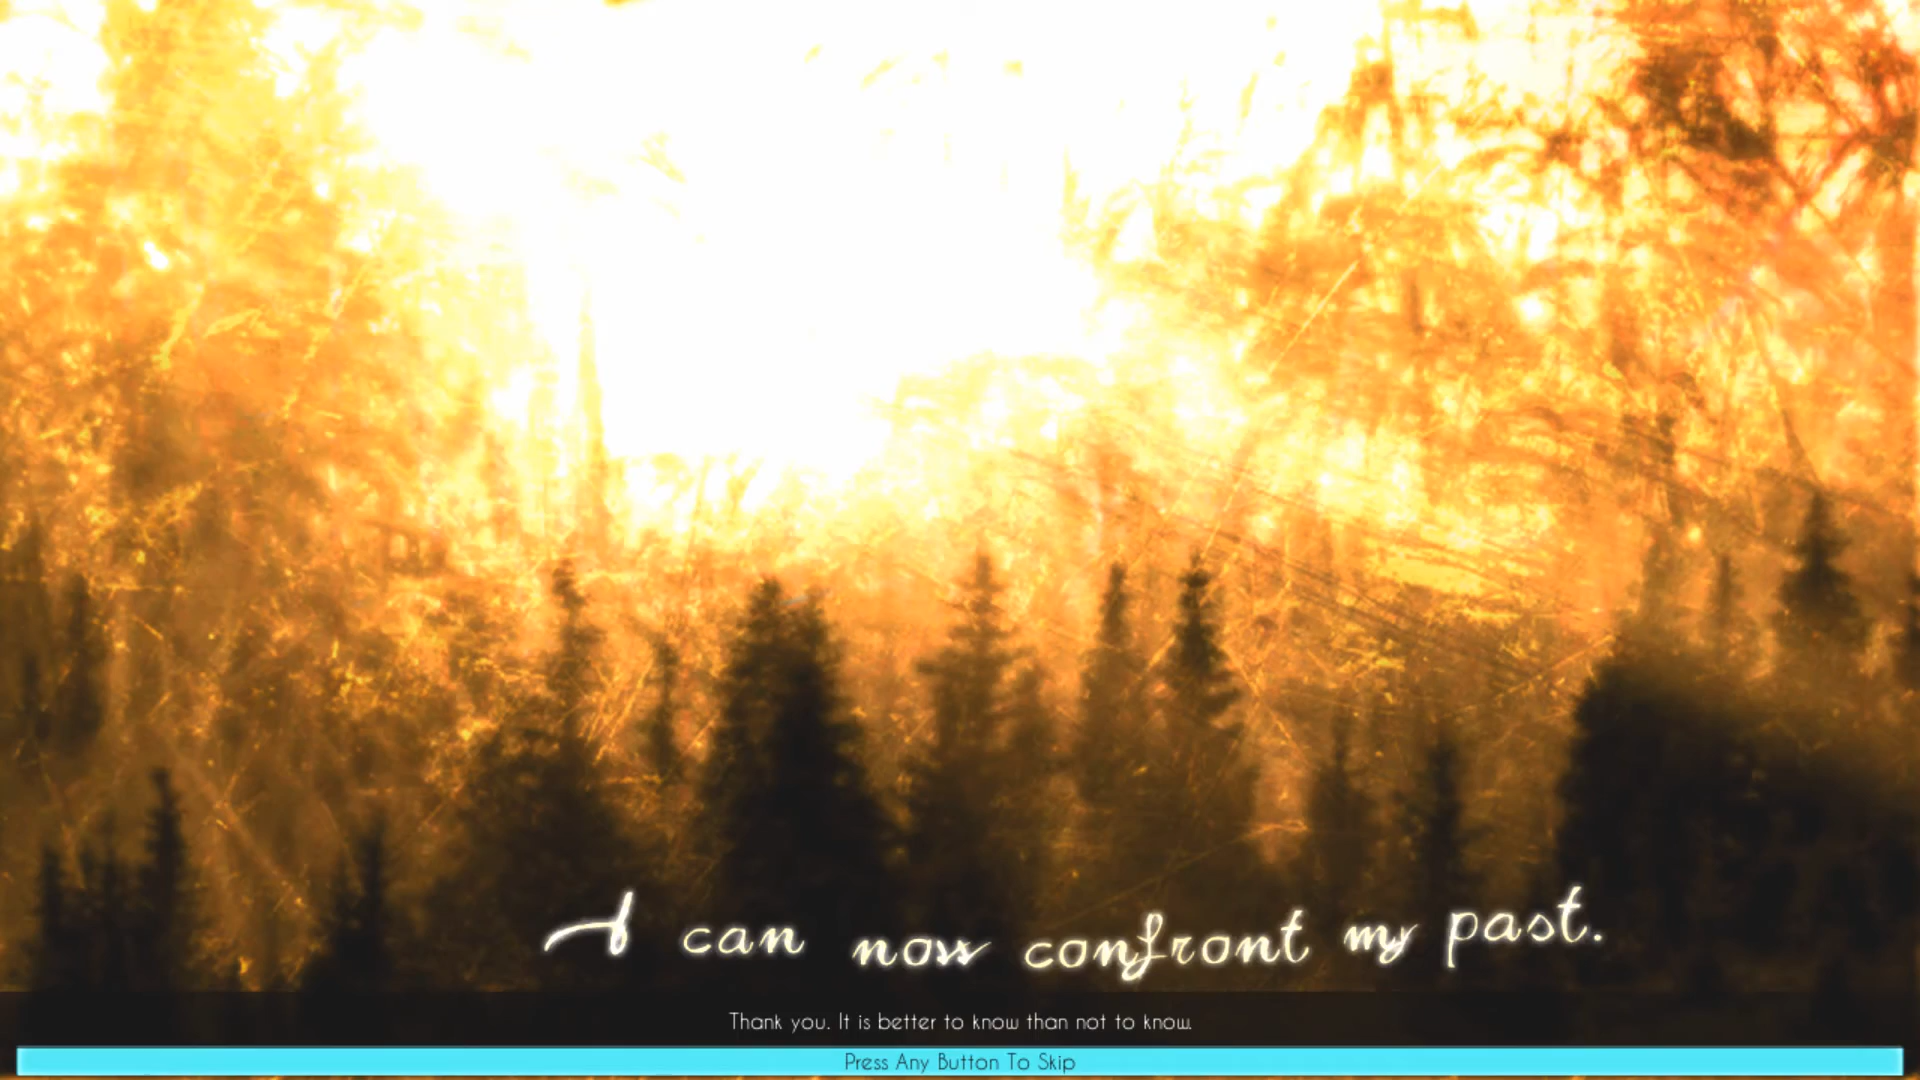 I can now confront my past.
Thank you. It is better to know than not to know.
Press Any Button To Skip